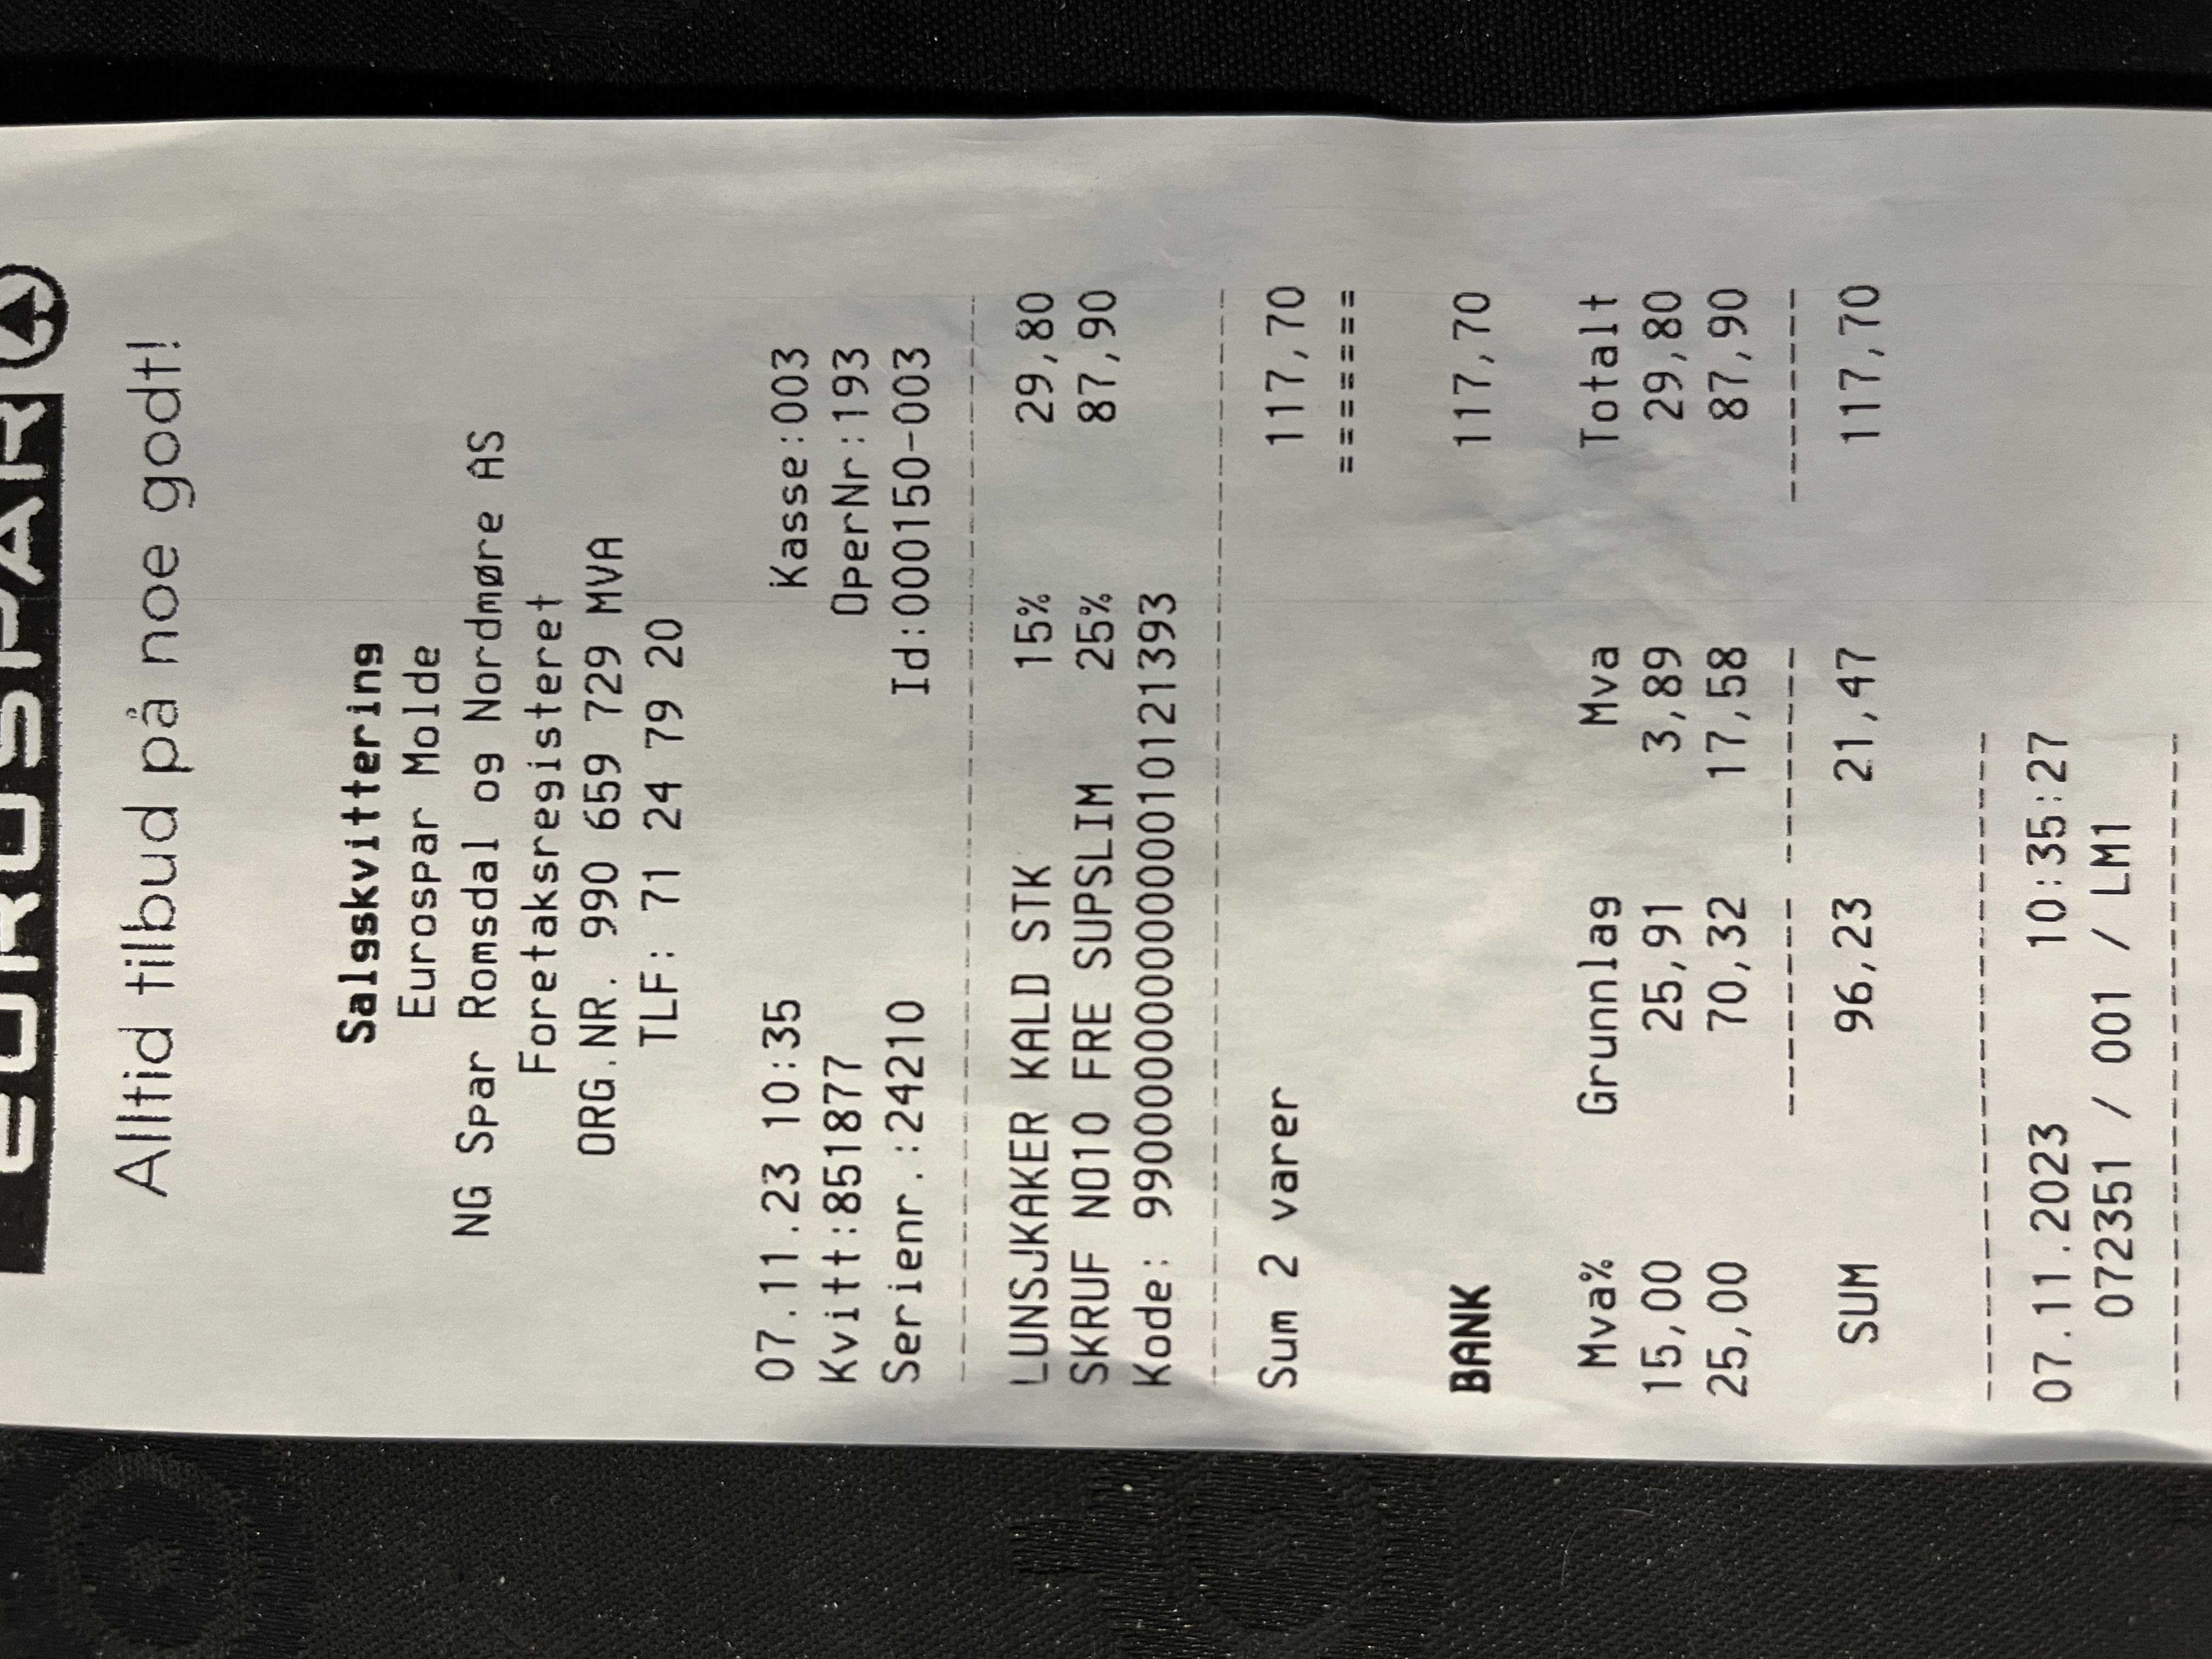 EUROSPAR
Alltid tilbud på noe godt!
Salgskvittering
Eurospar Molde
NG Spar Romsdal og Nordmøre AS
Foretaksregisteret
ORG.NR. 990 659 729 MVA
TLF: 71 24 79 20
07.11.23 10:35 Kasse:003
Kvitt:851877 OperNr:193
Serienr.:24210 Id:000150-003
LUNSJKAKER KALD STK 15% 29,80
SKRUF NO10 FRE SUPSLIM 25% 87,90
Kode: 99000000000000010121393
Sum 2 varer 117,70
=======
BANK 117,70
Mva% Grunnlag Mva Totalt
15,00 25,91 3,89 29,80
25,00 70,32 17,58 87,90
SUM 96,23 21,47 117,70
07.11.2023 10:35:27
072351 / 001 / LM1